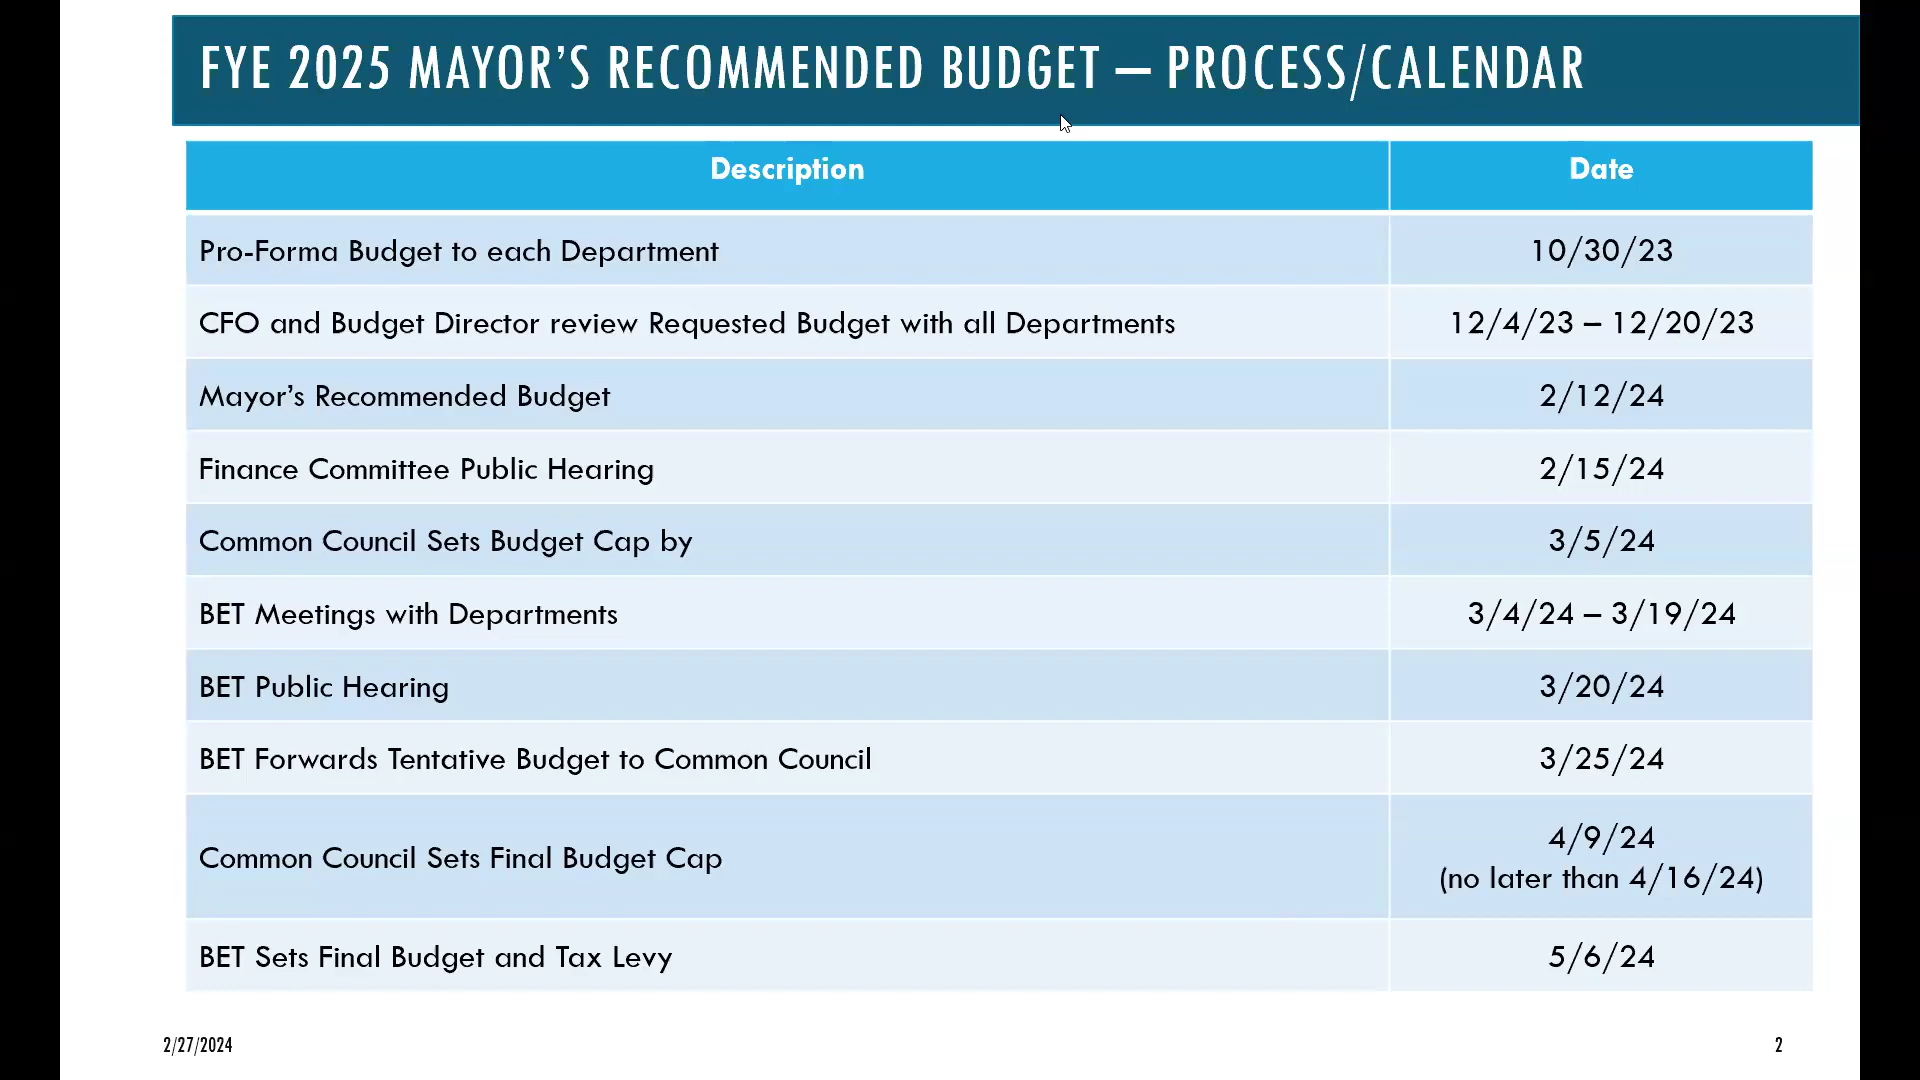 FYE 2025 MAYOR’S RECOMMENDED BUDGET – PROCESS/CALENDAR
Description Date
Pro-Forma Budget to each Department 10/30/23
CFO and Budget Director review Requested Budget with all Departments 12/4/23 – 12/20/23
Mayor’s Recommended Budget 2/12/24
Finance Committee Public Hearing 2/15/24
Common Council Sets Budget Cap by 3/5/24
BET Meetings with Departments 3/4/24 – 3/19/24
BET Public Hearing 3/20/24
BET Forwards Tentative Budget to Common Council 3/25/24
Common Council Sets Final Budget Cap 4/9/24
(no later than 4/16/24)
BET Sets Final Budget and Tax Levy 5/6/24
2/27/2024 2